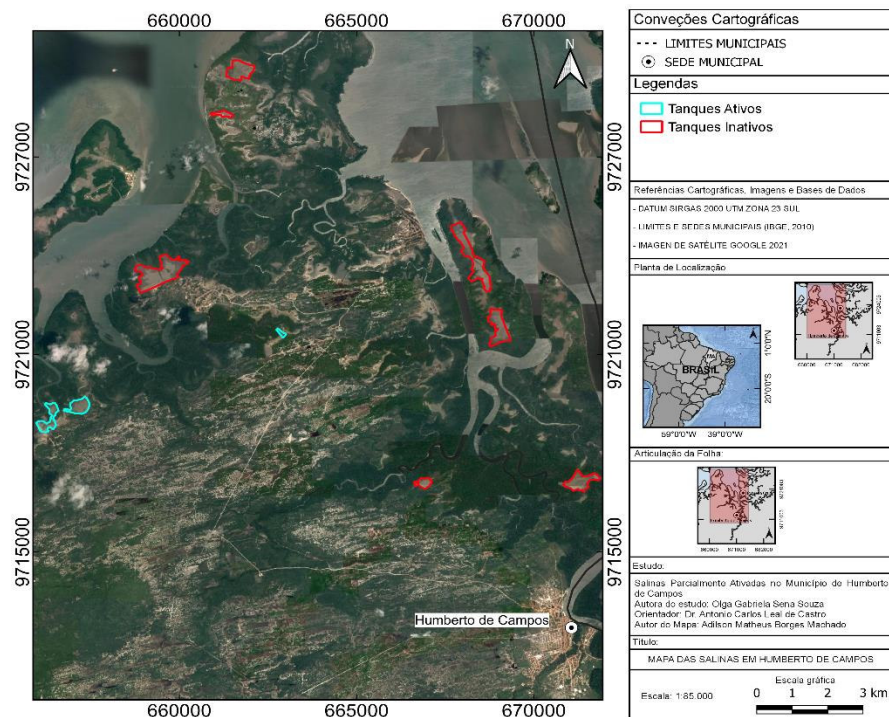 660000 665000 670000
N
9727000
9721000
9715000
9727000
9721000
9715000
Humberto de Campos
660000 665000 670000
Conveções Cartográficas
LIMITES MUNICIPAIS
SEDE MUNICIPAL
Legendas
Tanques Ativos
Tanques Inativos
Referências Cartográficas, Imagens e Bases de Dados
- DATUM SIRGAS 2000 UTM ZONA 23 SUL
- LIMITES E SEDES MUNICIPAIS (IBGE, 2010)
- IMAGEN DE SATÉLITE GOOGLE 2021
Planta de Localização
MA
BRASIL
1°0'0"N
20°0'0"S
59°0'0"W 39°0'0"W
Articulação da Folha:
Estudo:
Salinas Parcialmente Ativadas no Município de Humberto
de Campos
Autora do estudo: Olga Gabriela Sena Souza
Orientador: Dr. Antonio Carlos Leal de Castro
Autor do Mapa: Adilson Matheus Borges Machado
Título:
MAPA DAS SALINAS EM HUMBERTO DE CAMPOS
Escala: 1:85.000
Escala gráfica
0 1 2 3 km